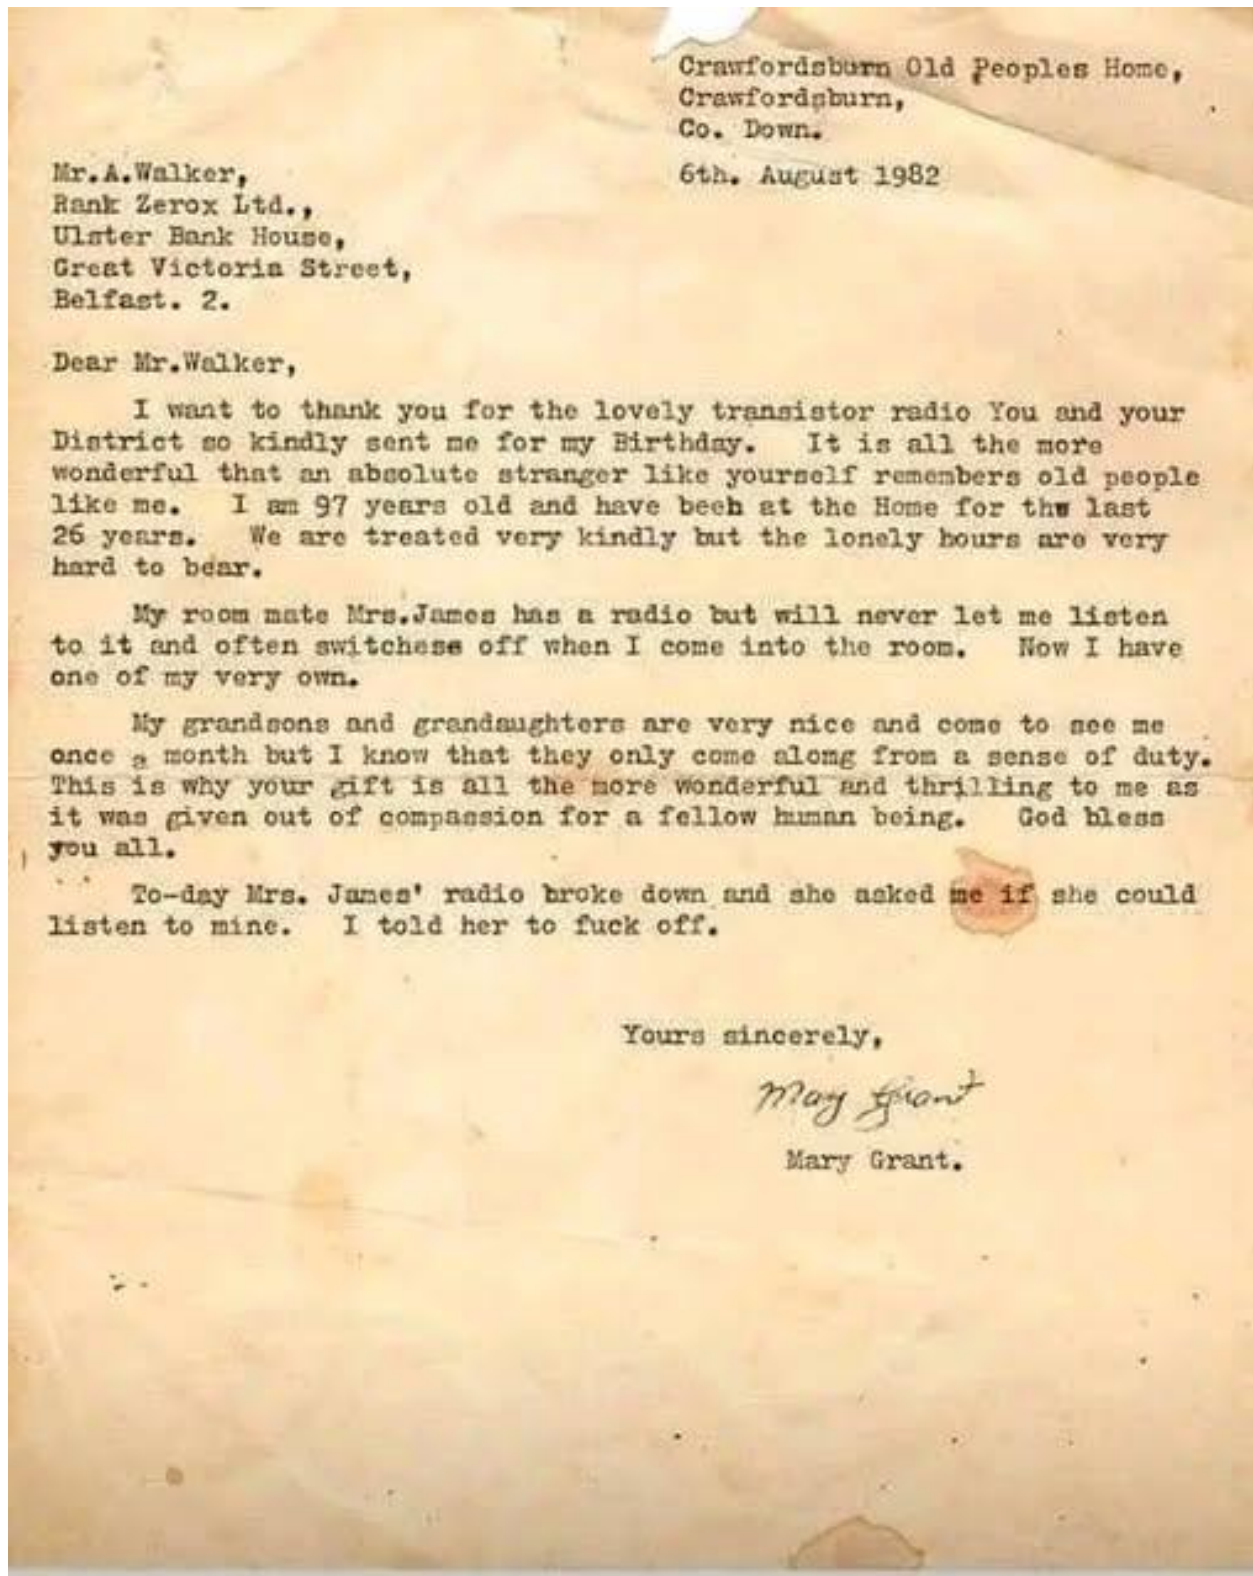 Crawfordsburn Old Peoples Home,
Crawfordsburn,
Co. Down.
6th. August 1982
Mr.A.Walker,
Rank Zerox Ltd.,
Ulster Bank House,
Great Victoria Street,
Belfast. 2.
Dear Mr.Walker,
I want to thank you for the lovely transistor radio You and your
District so kindly sent me for my Birthday. It is all the more
wonderful that an absolute stranger like yourself remembers old people
like me. I am 97 years old and have beeh at the Home for thw last
26 years. We are treated very kindly but the lonely hours are very
hard to bear.
My room mate Mrs.James has a radio but will never let me listen
to it and often switchese off when I come into the room. Now I have
one of my very own.
My grandsons and grandaughters are very nice and come to see me
once a month but I know that they only come alomg from a sense of duty.
This is why your gift is all the more wonderful and thrilling to me as
it was given out of compassion for a fellow human being. God bless
you all.
To-day Mrs. James' radio broke down and she asked me if she could
listen to mine. I told her to fuck off.
Yours sincerely,
Mary Grant
Mary Grant.